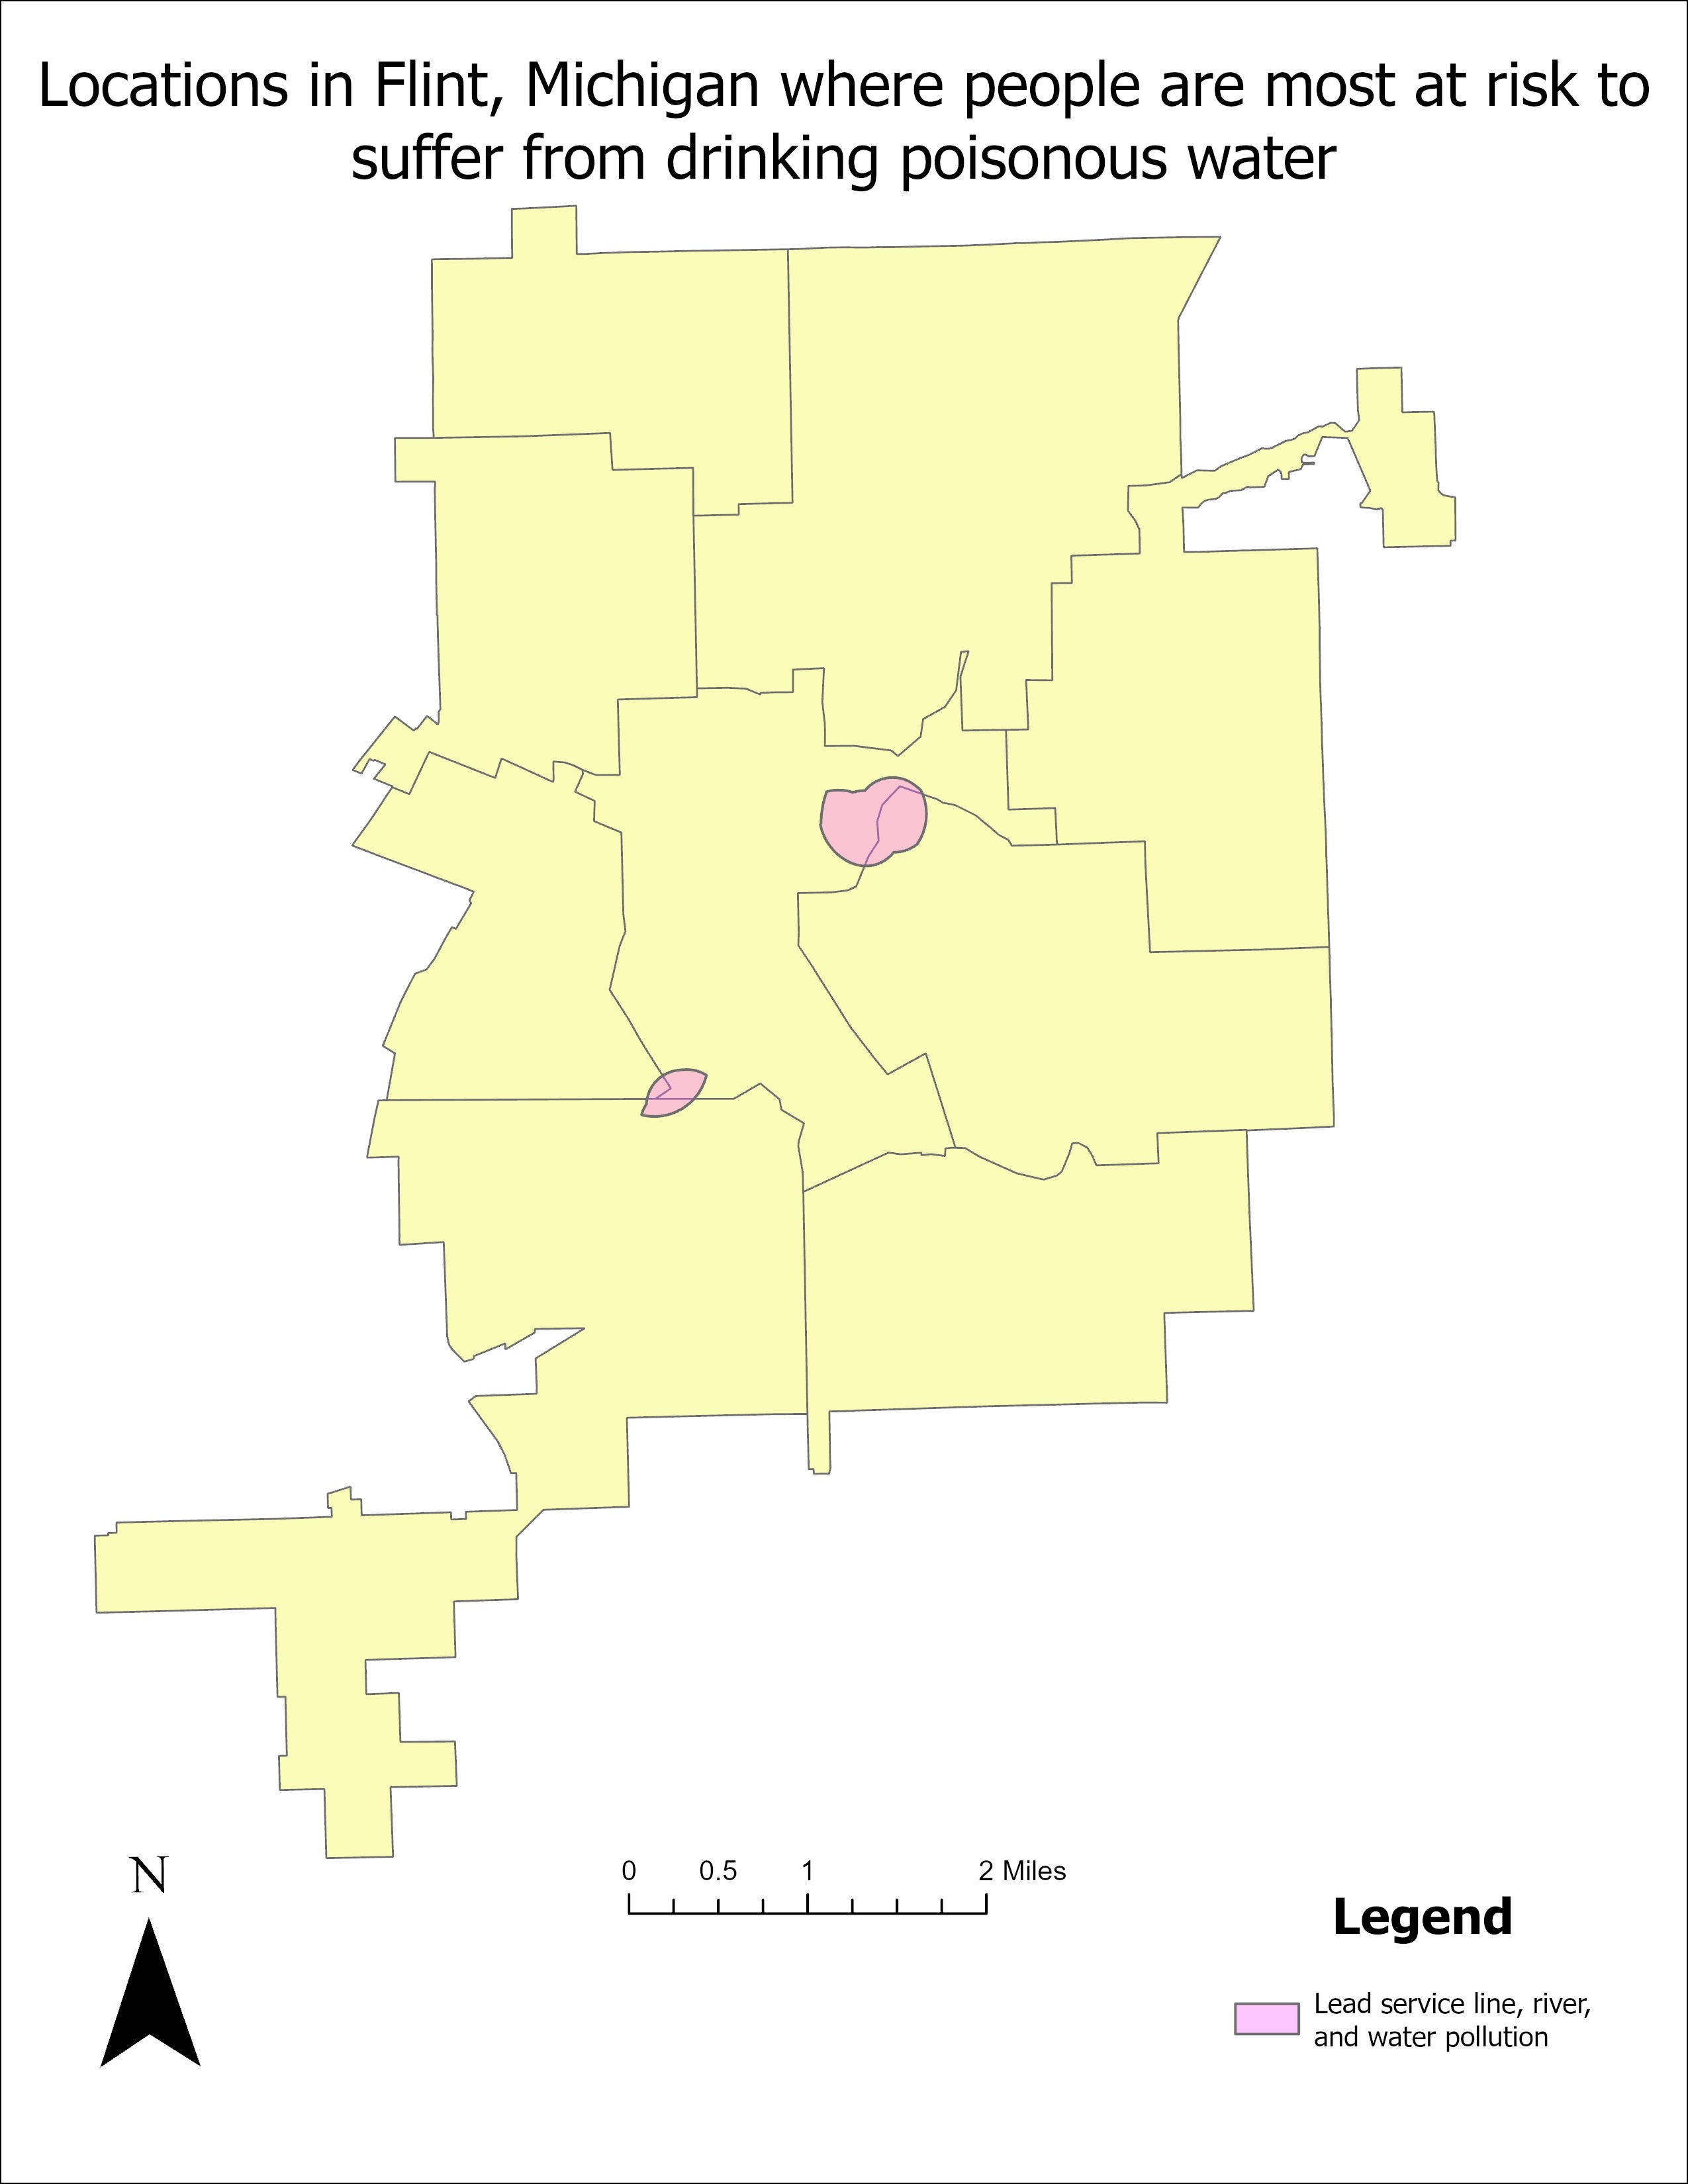 Locations in Flint, Michigan where people are most at risk to
suffer from drinking poisonous water
N
0 0.5 1 2 Miles
Legend
Lead service line, river,
and water pollution